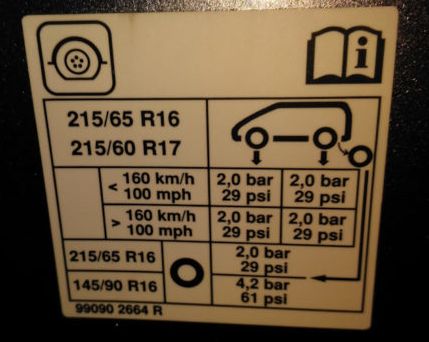 i
215/65 R16
215/60 R17
< 160 km/h
100 mph
2,0 bar
29 psi
2,0 bar
29 psi
> 160 km/h
100 mph
2,0 bar
29 psi
2,0 bar
29 psi
215/65 R16
2,0 bar
29 psi
145/90 R16
4,2 bar
61 psi
99090 2664 R